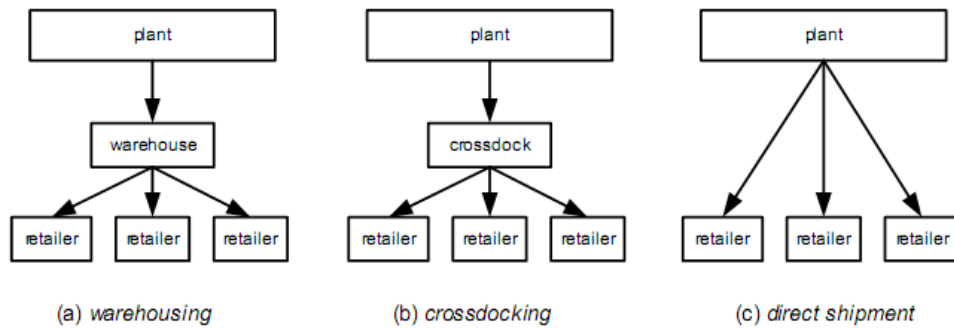 plant
plant
plant
warehouse
crossdock
retailer
retailer
retailer
retailer
retailer
retailer
retailer
retailer
retailer
(a) warehousing
(b) crossdocking
(c) direct shipment